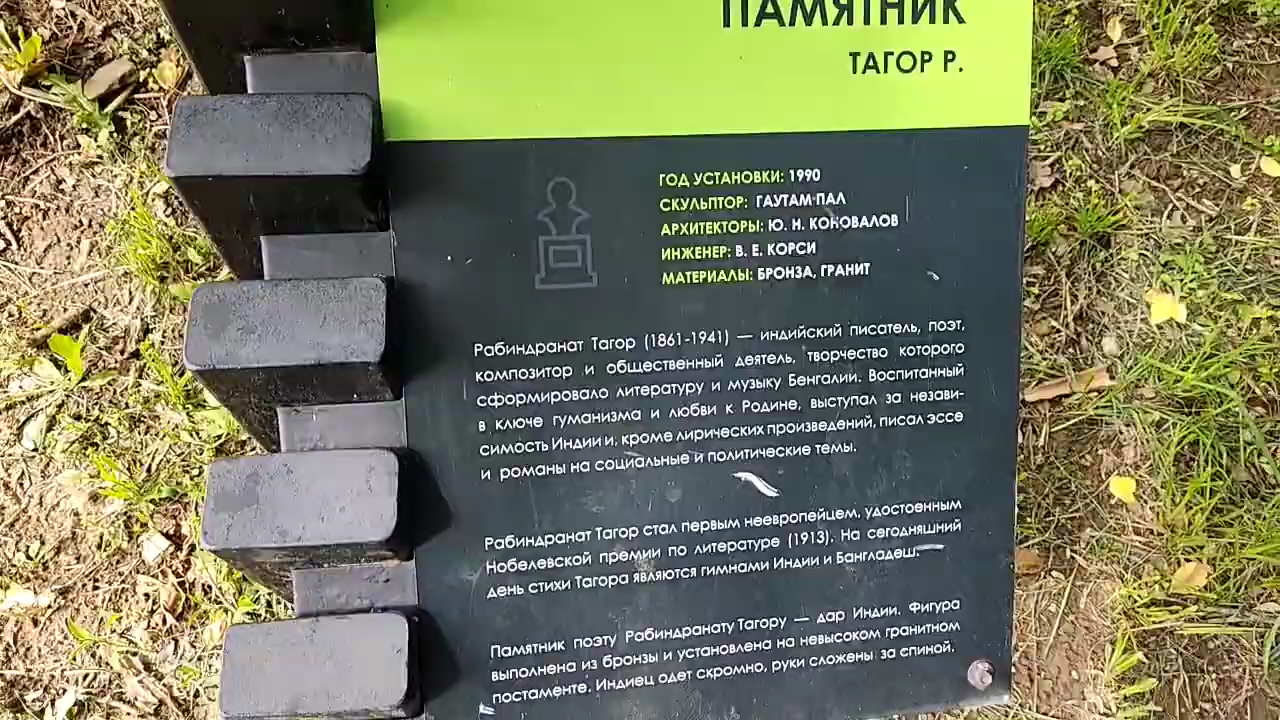 ПАМЯТНИК
ТАГОР Р.
ГОД УСТАНОВКИ: 1990
СКУЛЬПТОР: ГАУТАМ ПАЛ
АРХИТЕКТОРЫ: Ю. Н. КОНОВАЛОВ
ИНЖЕНЕР: В. Е. КОРСИ
МАТЕРИАЛЫ: БРОНЗА, ГРАНИТ
Рабиндранат Тагор (1861-1941) — индийский писатель, поэт,
композитор и общественный деятель, творчество которого
сформировало литературу и музыку Бенгалии. Воспитанный
в ключе гуманизма и любви к Родине, выступал за незави-
симость Индии и, кроме лирических произведений, писал эссе
и романы на социальные и политические темы.
Рабиндранат Тагор стал первым неевропейцем, удостоенным
Нобелевской премии по литературе (1913). На сегодняшний
день стихи Тагора являются гимнами Индии и Бангладеш.
Памятник поэту Рабиндранату Тагору — дар Индии. Фигура
выполнена из бронзы и установлена на невысоком гранитном
постаменте. Индиец одет скромно, руки сложены за спиной.